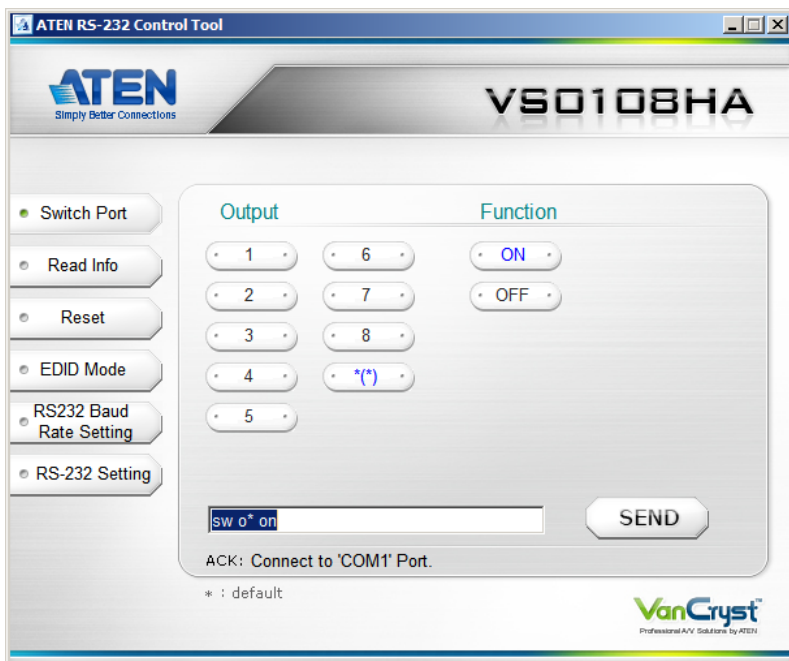 ATEN RS-232 Control Tool
ATEN
Simply Better Connections
VS0108HA
Switch Port
Read Info
Reset
EDID Mode
RS232 Baud
Rate Setting
RS-232 Setting
Output
Function
1
6
ON
2
7
OFF
3
8
4
*(*)
5
sw o* on
SEND
ACK: Connect to 'COM1' Port.
* : default
VanCryst™
Professional A/V Solutions by ATEN